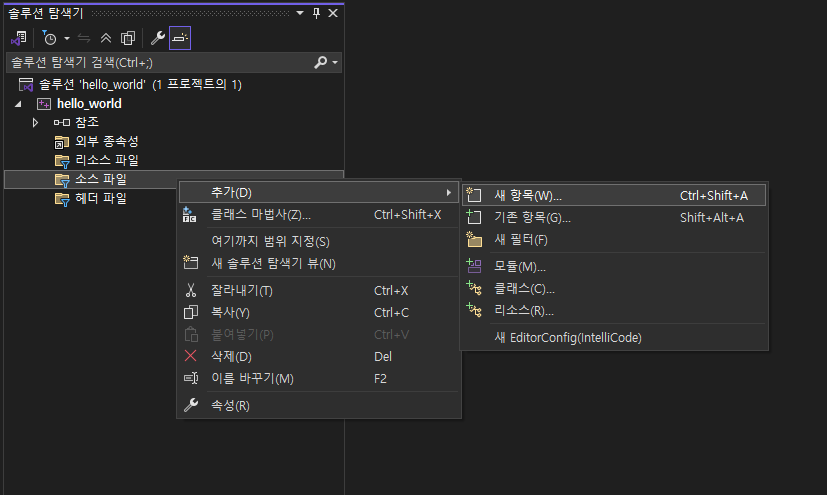 솔루션 탐색기
솔루션 탐색기 검색(Ctrl+;)
솔루션 'hello_world' (1 프로젝트의 1)
hello_world
참조
외부 종속성
리소스 파일
소스 파일
헤더 파일
추가(D)
클래스 마법사(Z)... Ctrl+Shift+X
여기까지 범위 지정(S)
새 솔루션 탐색기 뷰(N)
잘라내기(T) Ctrl+X
복사(Y) Ctrl+C
붙여넣기(P) Ctrl+V
삭제(D) Del
이름 바꾸기(M) F2
속성(R)
새 항목(W)... Ctrl+Shift+A
기존 항목(G)... Shift+Alt+A
새 필터(F)
모듈(M)...
클래스(C)...
리소스(R)...
새 EditorConfig(IntelliCode)